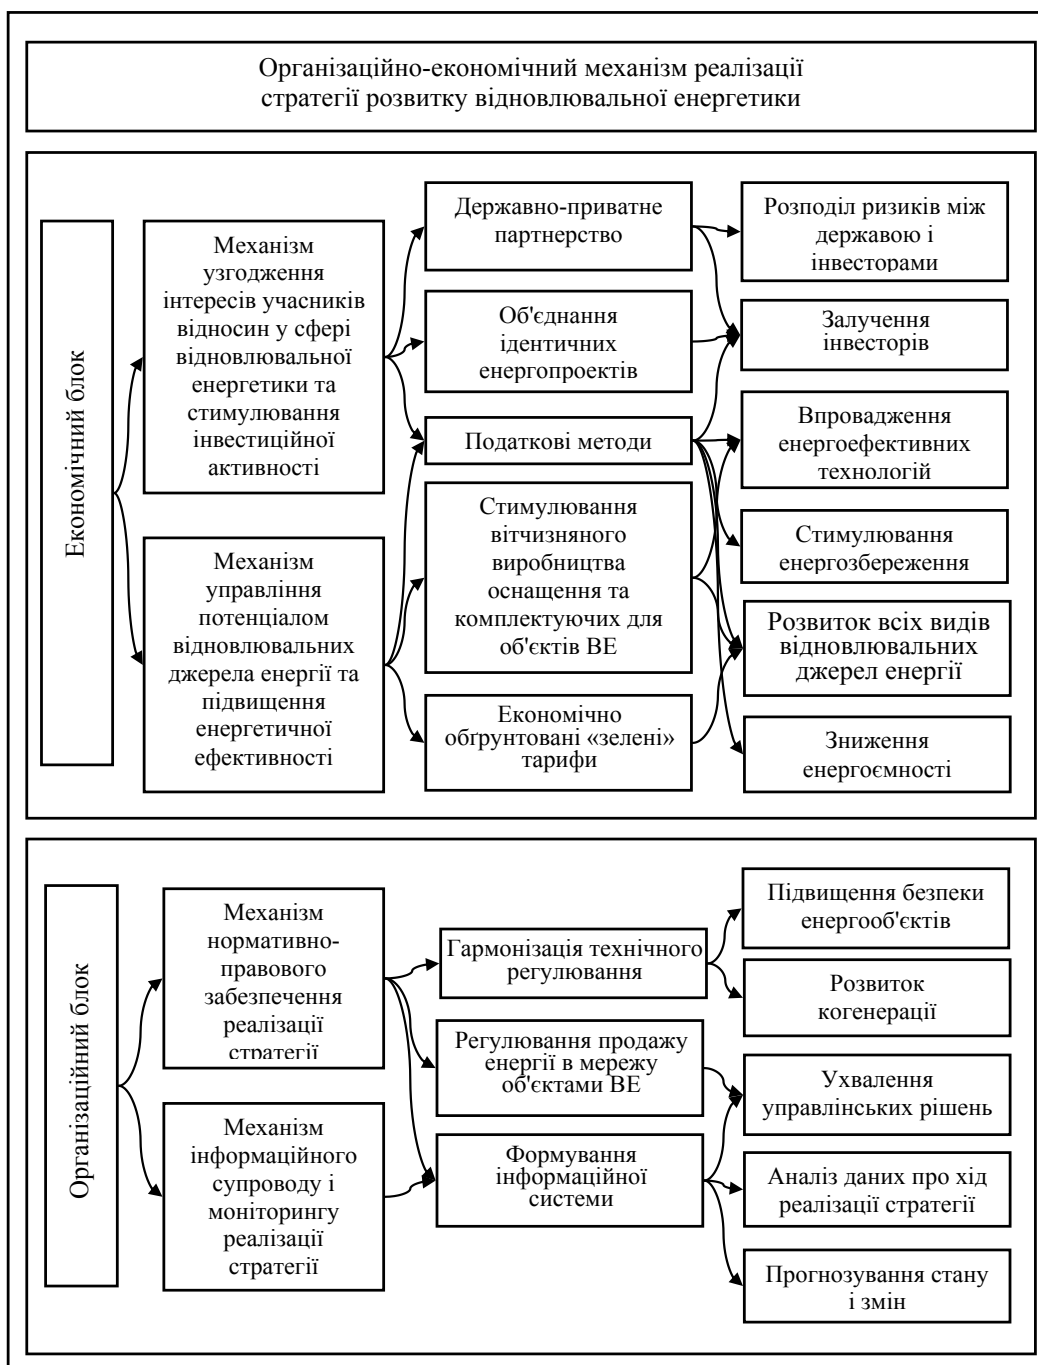 Організаційно-економічний механізм реалізації
стратегії розвитку відновлювальної енергетики
Економічний блок
Механізм
узгодження
інтересів учасників
відносин у сфері
відновлювальної
енергетики та
стимулювання
інвестиційної
активності
Механізм
управління
потенціалом
відновлювальних
джерела енергії та
підвищення
енергетичної
ефективності
Державно-приватне
партнерство
Об'єднання
ідентичних
енергопроектів
Податкові методи
Стимулювання
вітчизняного
виробництва
оснащення та
комплектуючих для
об'єктів ВЕ
Економічно
обґрунтовані «зелені»
тарифи
Розподіл ризиків між
державою і
інвесторами
Залучення
інвесторів
Впровадження
енергоефективних
технологій
Стимулювання
енергозбереження
Розвиток всіх видів
відновлювальних
джерел енергії
Зниження
енергоємності
Організаційний блок
Механізм
нормативно-
правового
забезпечення
реалізації
стратегії
Механізм
інформаційного
супроводу і
моніторингу
реалізації
стратегії
Гармонізація технічного
регулювання
Регулювання продажу
енергії в мережу
об'єктами ВЕ
Формування
інформаційної
системи
Підвищення безпеки
енергооб'єктів
Розвиток
когенерації
Ухвалення
управлінських рішень
Аналіз даних про хід
реалізації стратегії
Прогнозування стану
і змін